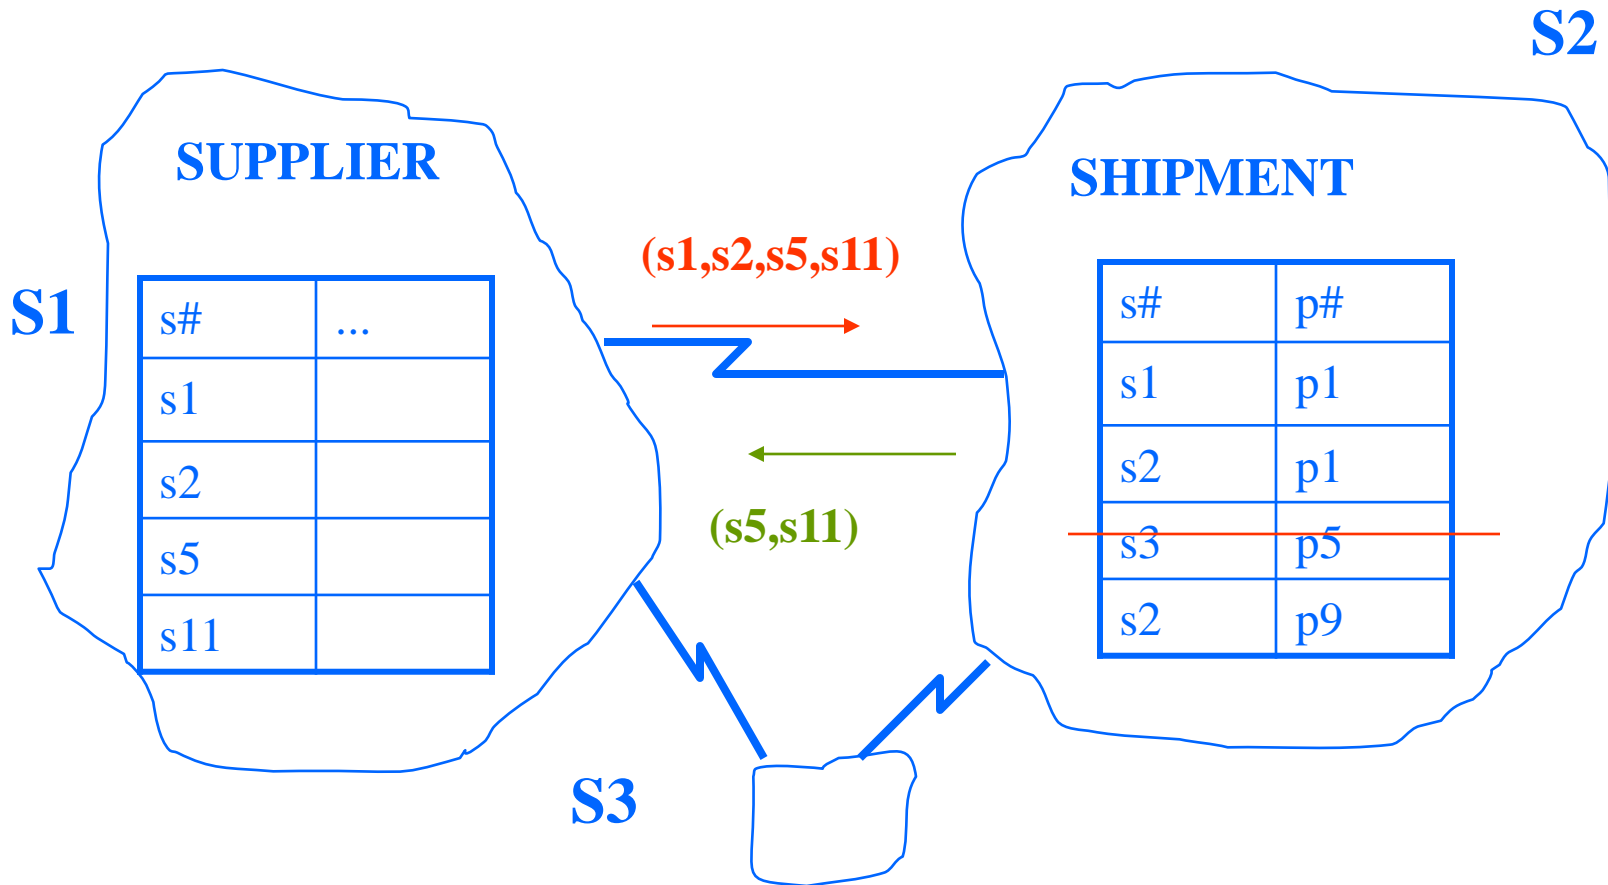 S2
SUPPLIER
SHIPMENT
(s1,s2,s5,s11)
S1
s# ...
s1
s2
s5
s11
s# p#
s1 p1
s2 p1
s3 p5
s2 p9
(s5,s11)
S3